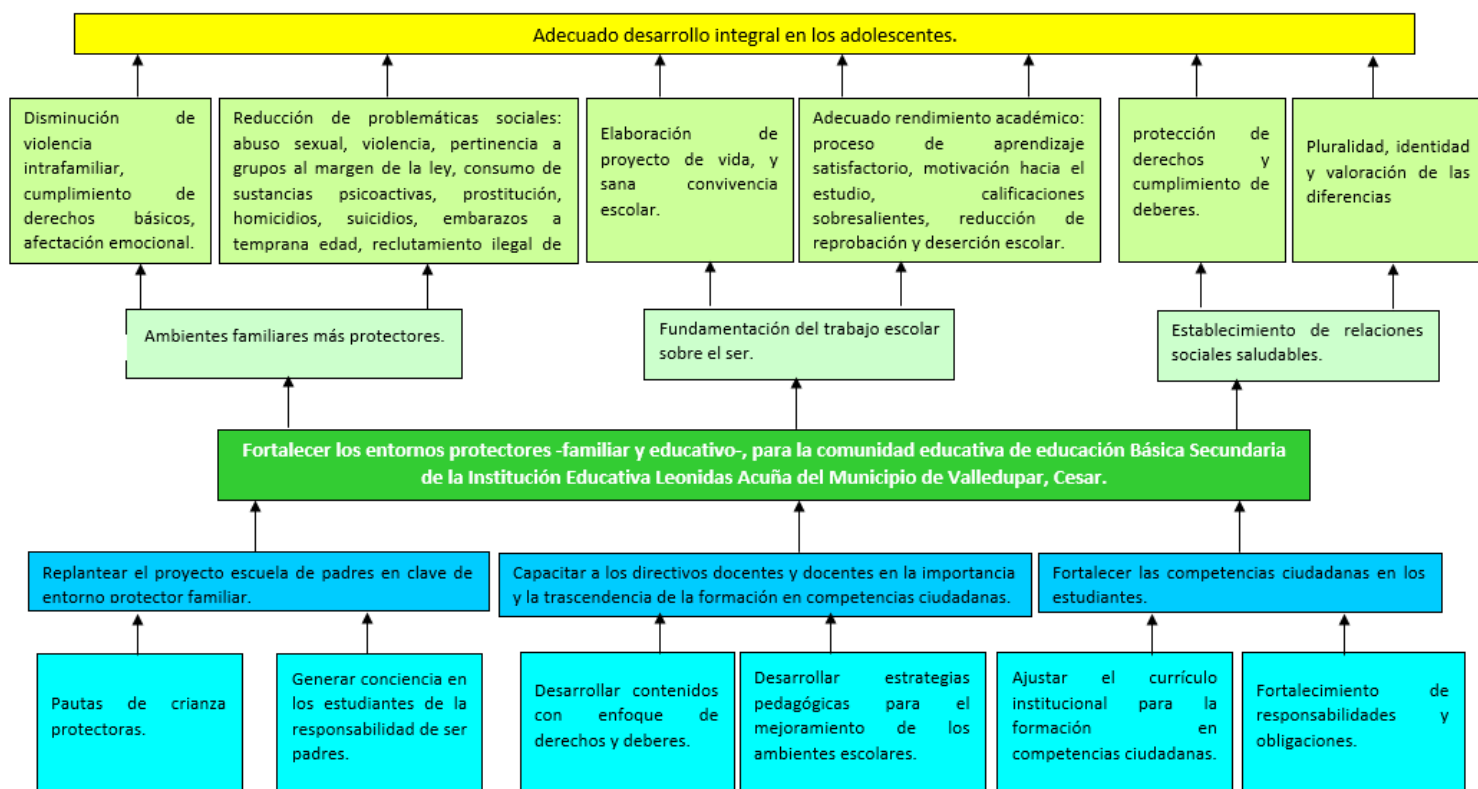 Adecuado desarrollo integral en los adolescentes.
Disminución de
violencia
intrafamiliar,
cumplimiento de
derechos básicos,
afectación emocional.
Reducción de problemáticas sociales:
abuso sexual, violencia, pertinencia a
grupos al margen de la ley, consumo de
sustancias psicoactivas, prostitución,
homicidios, suicidios, embarazos a
temprana edad, reclutamiento ilegal de
Elaboración de
proyecto de vida, y
sana convivencia
escolar.
Adecuado rendimiento académico:
proceso de aprendizaje
satisfactorio, motivación hacia el
estudio, calificaciones
sobresalientes, reducción de
reprobación y deserción escolar.
protección de
derechos y
cumplimiento de
deberes.
Pluralidad, identidad
y valoración de las
diferencias
Ambientes familiares más protectores.
Fundamentación del trabajo escolar
sobre el ser.
Establecimiento de relaciones
sociales saludables.
Fortalecer los entornos protectores -familiar y educativo-, para la comunidad educativa de educación Básica Secundaria
de la Institución Educativa Leonidas Acuña del Municipio de Valledupar, Cesar.
Replantear el proyecto escuela de padres en clave de
entorno protector familiar.
Capacitar a los directivos docentes y docentes en la importancia
y la trascendencia de la formación en competencias ciudadanas.
Fortalecer las competencias ciudadanas en los
estudiantes.
Pautas de crianza
protectoras.
Generar conciencia en
los estudiantes de la
responsabilidad de ser
padres.
Desarrollar contenidos
con enfoque de
derechos y deberes.
Desarrollar estrategias
pedagógicas para el
mejoramiento de los
ambientes escolares.
Ajustar el currículo
institucional para la
formación en
competencias ciudadanas.
Fortalecimiento de
responsabilidades y
obligaciones.